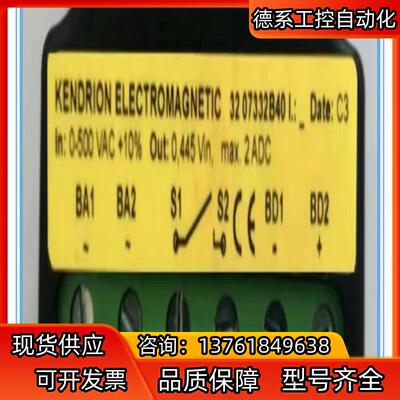 德系工控自动化
KENDRION ELECTROMAGNETIC 32 07332B40 I.: _ Date: C3
In: 0-500 VAC +10% Out: 0,445 Vin, max. 2 ADC
BA1 BA2 S1 S2 BD1 BD2
~ ~ CE - +
现货供应
可开发票
咨询：13761849638
品质保障 型号齐全